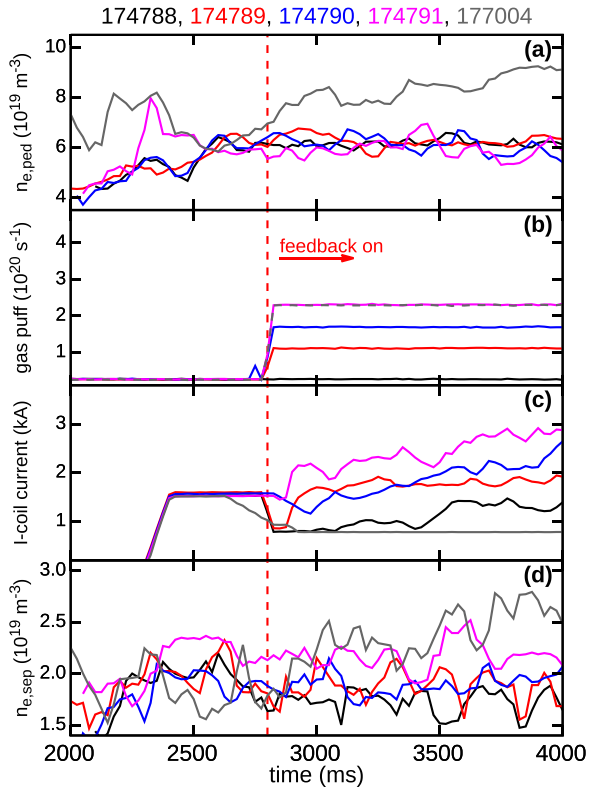 174788, 174789, 174790, 174791, 177004
(a)
n_e,ped (10^19 m^-3)
10
8
6
4
(b)
gas puff (10^20 s^-1)
feedback on
4
3
2
1
(c)
I-coil current (kA)
3
2
1
(d)
n_e,sep (10^19 m^-3)
3.0
2.5
2.0
1.5
2000 2500 3000 3500 4000
time (ms)